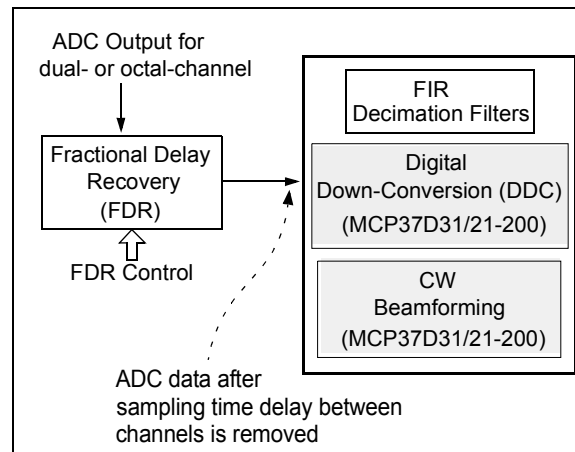 ADC Output for
dual- or octal-channel
Fractional Delay
Recovery
(FDR)
FDR Control
FIR
Decimation Filters
Digital
Down-Conversion (DDC)
(MCP37D31/21-200)
CW
Beamforming
(MCP37D31/21-200)
ADC data after
sampling time delay between
channels is removed